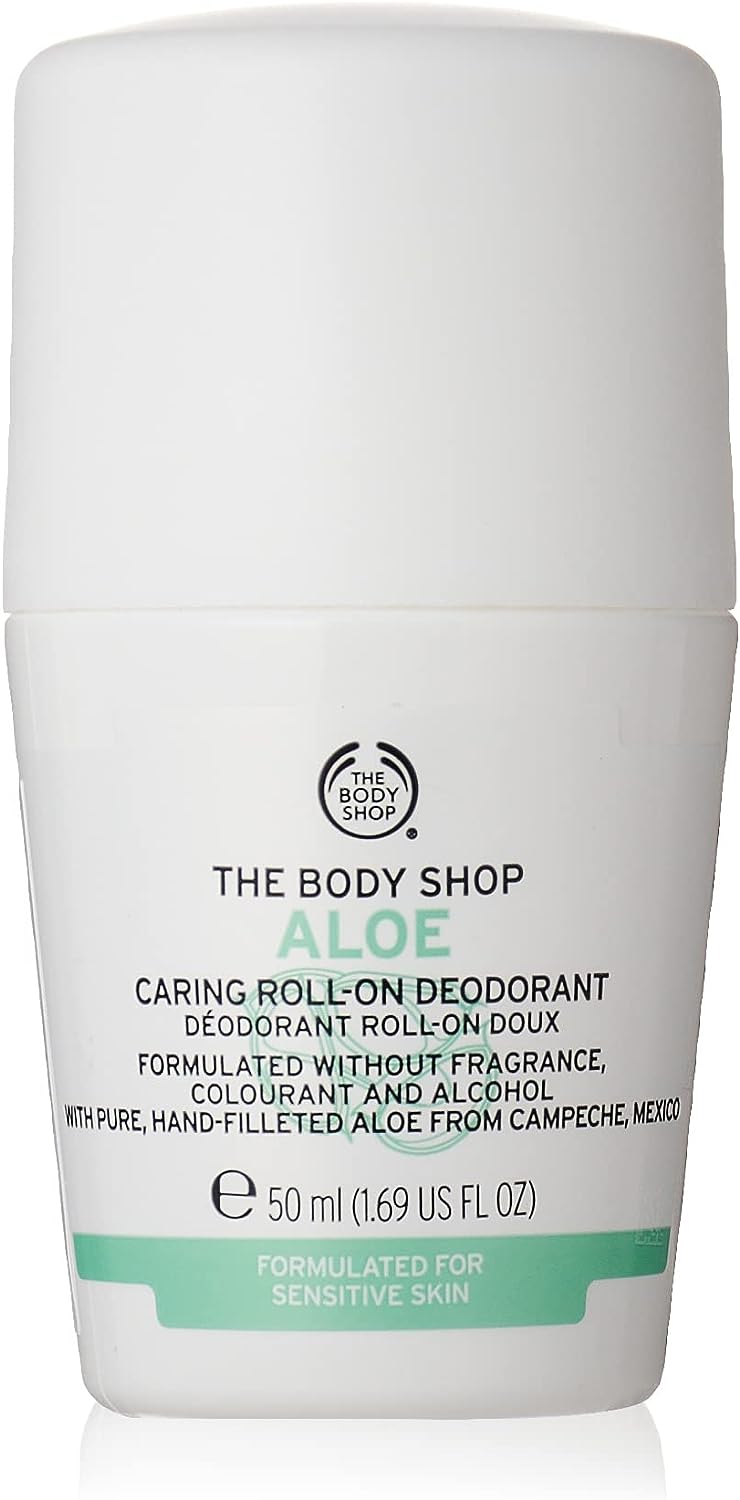 THE
BODY
SHOP
THE BODY SHOP
ALOE
CARING ROLL-ON DEODORANT
DÉODORANT ROLL-ON DOUX
FORMULATED WITHOUT FRAGRANCE,
COLOURANT AND ALCOHOL
WITH PURE, HAND-FILLETED ALOE FROM CAMPECHE, MEXICO
℮ 50 ml (1.69 US FL OZ)
FORMULATED FOR
SENSITIVE SKIN